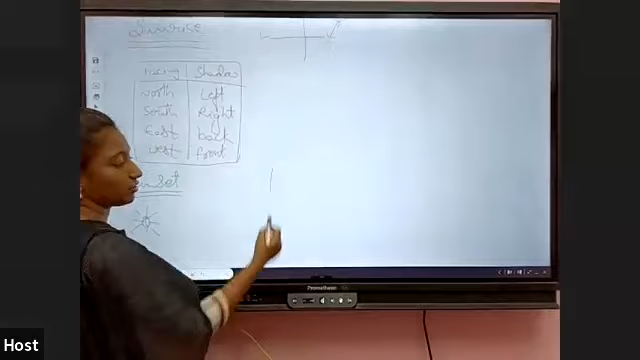 Sunrise
Facing Shadow
North Left
South Right
East back
West front
Sunset
Promethean
Host